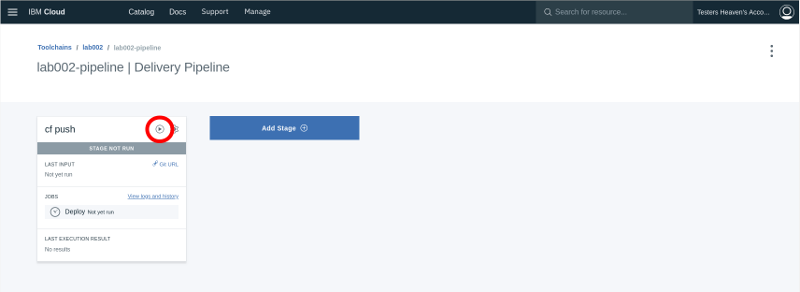 IBM Cloud Catalog Docs Support Manage Search for resource... Testers Heaven's Acco...
Toolchains / lab002 / lab002-pipeline
lab002-pipeline | Delivery Pipeline
cf push
Add Stage
STAGE NOT RUN
LAST INPUT Git URL
Not yet run
JOBS View logs and history
Deploy Not yet run
LAST EXECUTION RESULT
No results